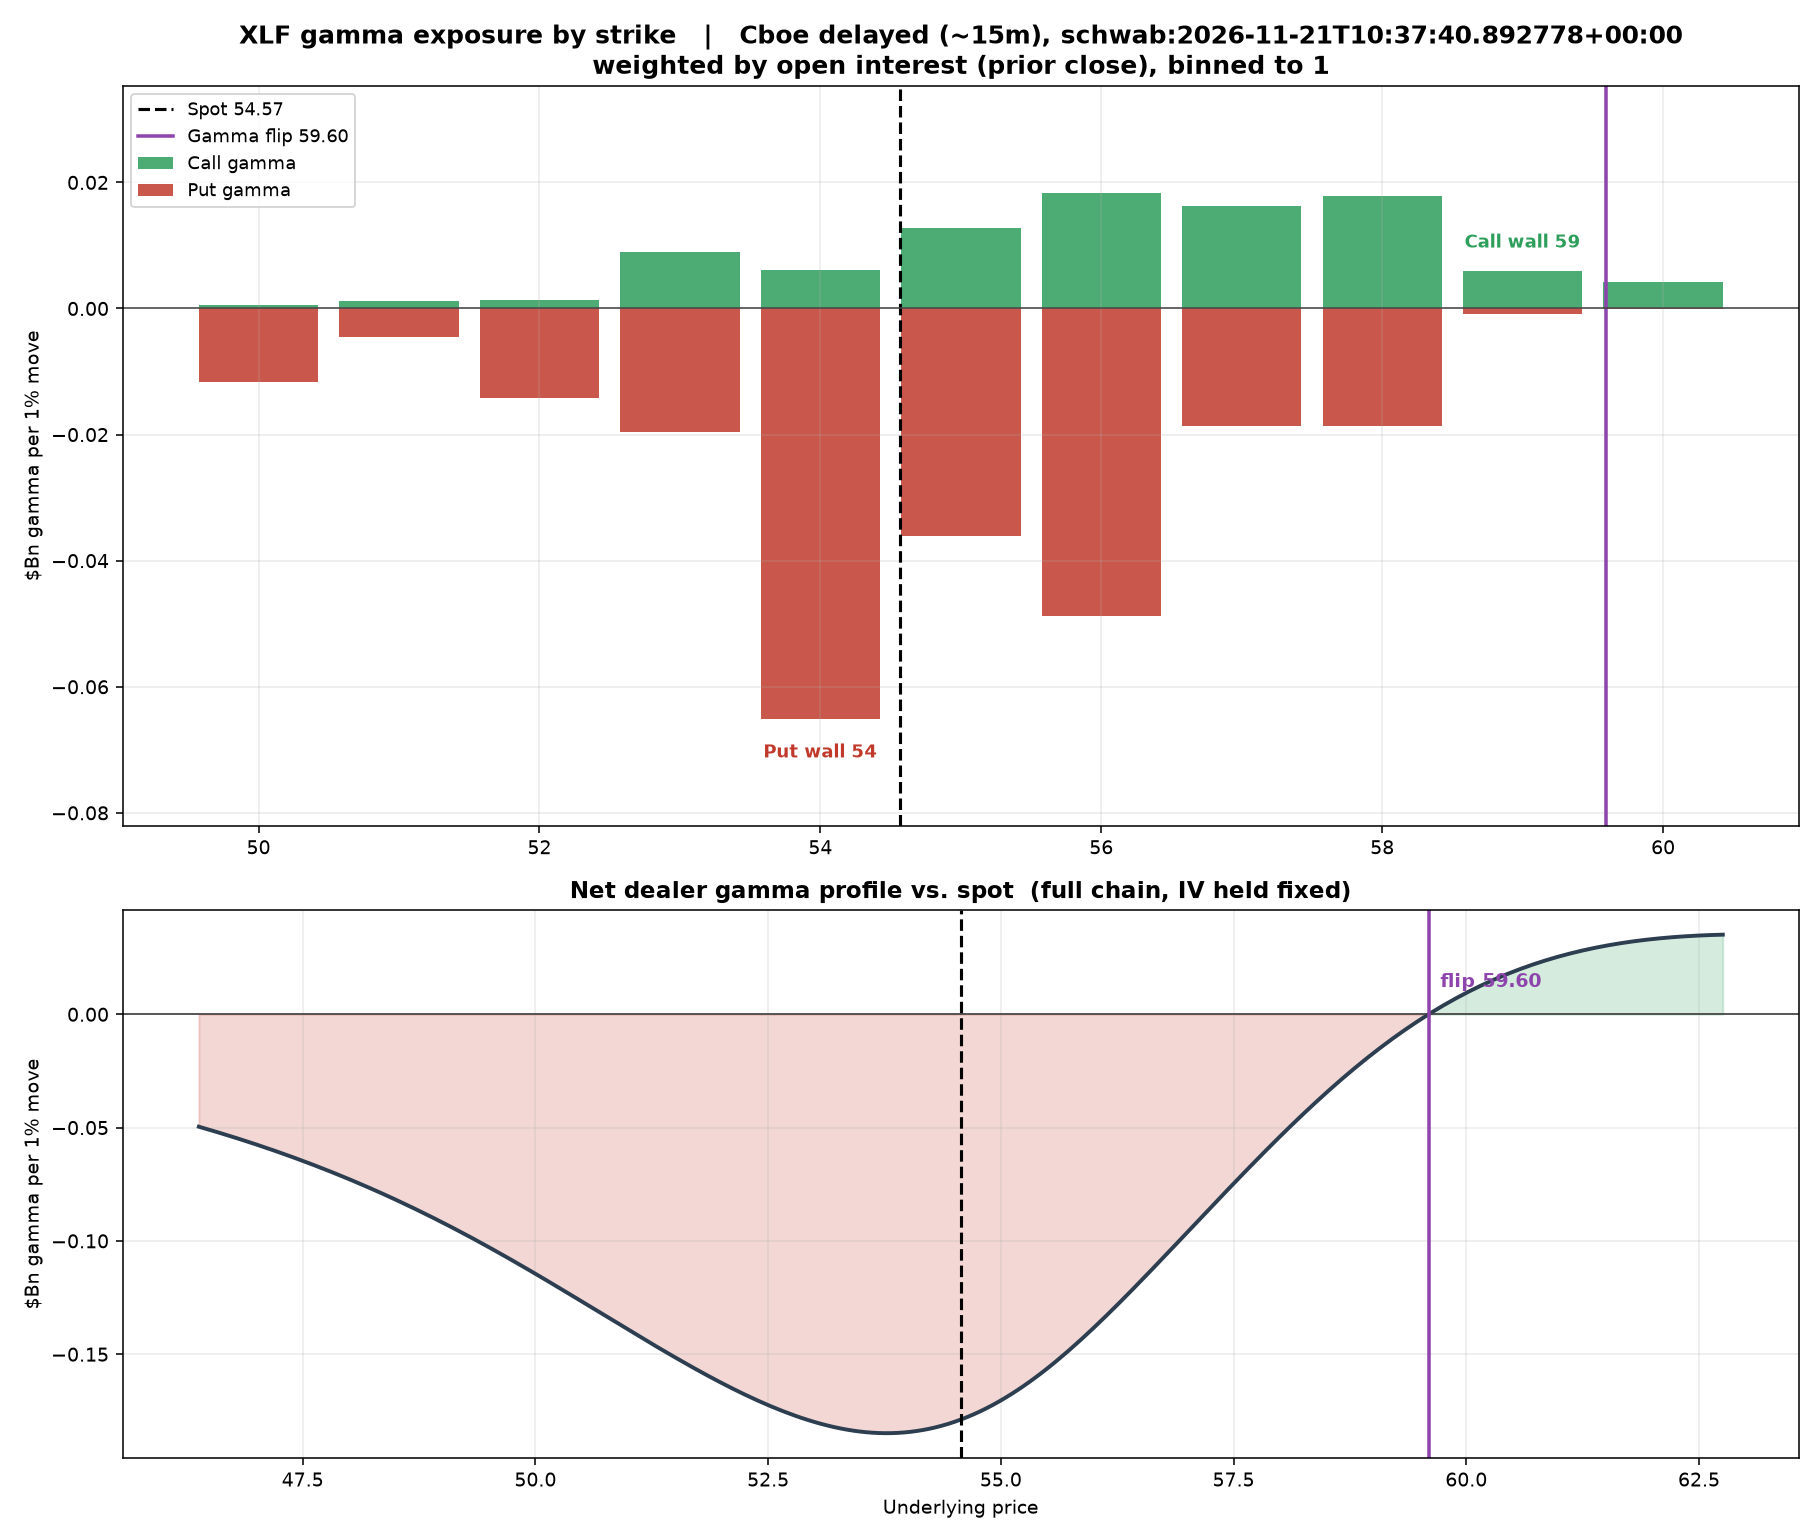 XLF gamma exposure by strike | Cboe delayed (~15m), schwab:2026-11-21T10:37:40.892778+00:00
weighted by open interest (prior close), binned to 1
Spot 54.57
Gamma flip 59.60
Call gamma
Put gamma
$Bn gamma per 1% move
0.02
0.00
−0.02
−0.04
−0.06
−0.08
Call wall 59
Put wall 54
50 52 54 56 58 60
Net dealer gamma profile vs. spot (full chain, IV held fixed)
$Bn gamma per 1% move
0.00
−0.05
−0.10
−0.15
flip 59.60
47.5 50.0 52.5 55.0 57.5 60.0 62.5
Underlying price